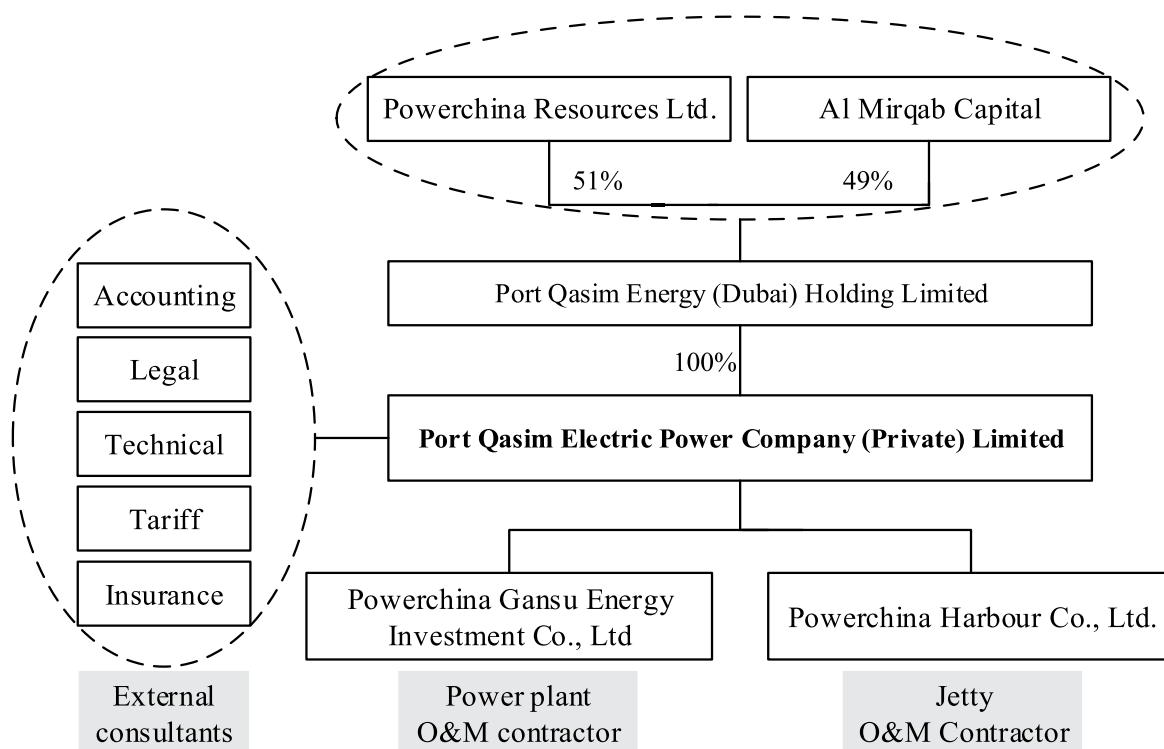 Powerchina Resources Ltd.
Al Mirqab Capital
51%
49%
Port Qasim Energy (Dubai) Holding Limited
100%
Port Qasim Electric Power Company (Private) Limited
Accounting
Legal
Technical
Tariff
Insurance
External
consultants
Powerchina Gansu Energy
Investment Co., Ltd
Power plant
O&M contractor
Powerchina Harbour Co., Ltd.
Jetty
O&M Contractor